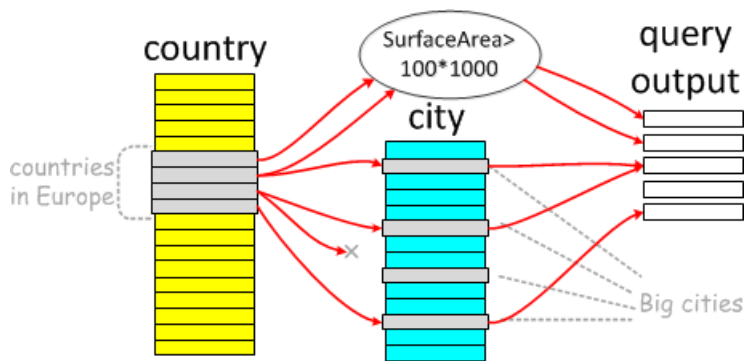 country
SurfaceArea>
100*1000
query
output
city
countries
in Europe
Big cities